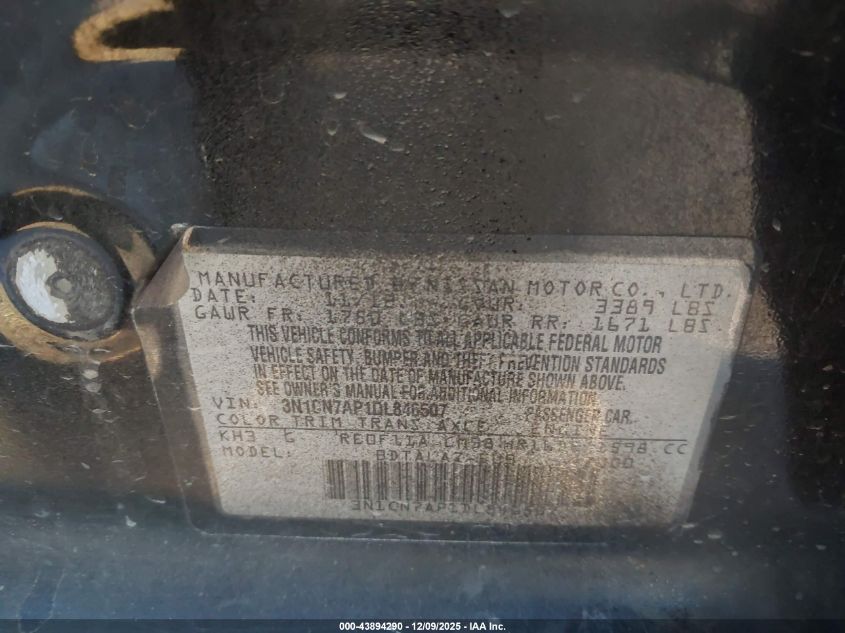 MANUFACTURED BY NISSAN MOTOR CO., LTD.
DATE: 11/12 GVWR: 3389 LBS
GAWR FR: 1760 LBS GAWR RR: 1671 LBS
THIS VEHICLE CONFORMS TO ALL APPLICABLE FEDERAL MOTOR
VEHICLE SAFETY, BUMPER AND THEFT PREVENTION STANDARDS
IN EFFECT ON THE DATE OF MANUFACTURE SHOWN ABOVE.
SEE OWNER'S MANUAL FOR ADDITIONAL INFORMATION.
VIN: 3N1CN7AP1DL846507 PASSENGER CAR
COLOR TRIM TRANS AXLE ENG
KH3 G 1598 CC
MODEL:
000-43894290 - 12/09/2025 - IAA Inc.